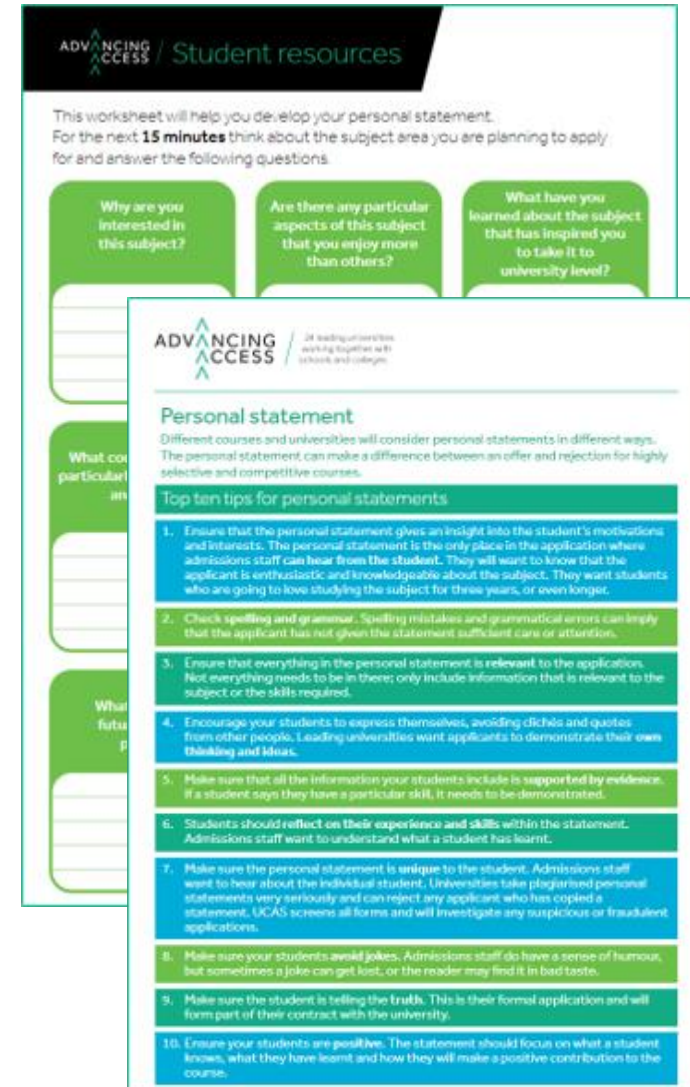 ADVANCING
ACCESS / Student resources
This worksheet will help you develop your personal statement.
For the next 15 minutes think about the subject area you are planning to apply
for and answer the following questions.
Why are you
interested in
this subject?
Are there any particular
aspects of this subject
that you enjoy more
than others?
What have you
learned about the subject
that has inspired you
to take it to
university level?
What
particularl
an
What
futu
p
ADVANCING
ACCESS
24 leading universities
working together with
schools and colleges
Personal statement
Different courses and universities will consider personal statements in different ways.
The personal statement can make a difference between an offer and rejection for highly
selective and competitive courses.
Top ten tips for personal statements
1. Ensure that the personal statement gives an insight into the student's motivations
and interests. The personal statement is the only place in the application where
admissions staff can hear from the student. They will want to know that the
applicant is enthusiastic and knowledgeable about the subject. They want students
who are going to love studying the subject for three years, or even longer.
2. Check spelling and grammar. Spelling mistakes and grammatical errors can imply
that the applicant has not given the statement sufficient care or attention.
3. Ensure that everything in the personal statement is relevant to the application.
Not everything needs to be in there; only include information that is relevant to the
subject or the skills required.
4. Encourage your students to express themselves, avoiding clichés and quotes
from other people. Leading universities want applicants to demonstrate their own
thinking and ideas.
5. Make sure that all the information your students include is supported by evidence.
If a student says they have a particular skill, it needs to be demonstrated.
6. Students should reflect on their experience and skills within the statement.
Admissions staff want to understand what a student has learnt.
7. Make sure the personal statement is unique to the student. Admissions staff
want to hear about the individual student. Universities take plagiarised personal
statements very seriously and can reject any applicant who has copied a
statement. UCAS screens all forms and will investigate any suspicious or fraudulent
applications.
8. Make sure your students avoid jokes. Admissions staff do have a sense of humour,
but sometimes a joke can get lost, or the reader may find it in bad taste.
9. Make sure the student is telling the truth. This is their formal application and will
form part of their contract with the university.
10. Ensure your students are positive. The statement should focus on what a student
knows, what they have learnt and how they will make a positive contribution to the
course.